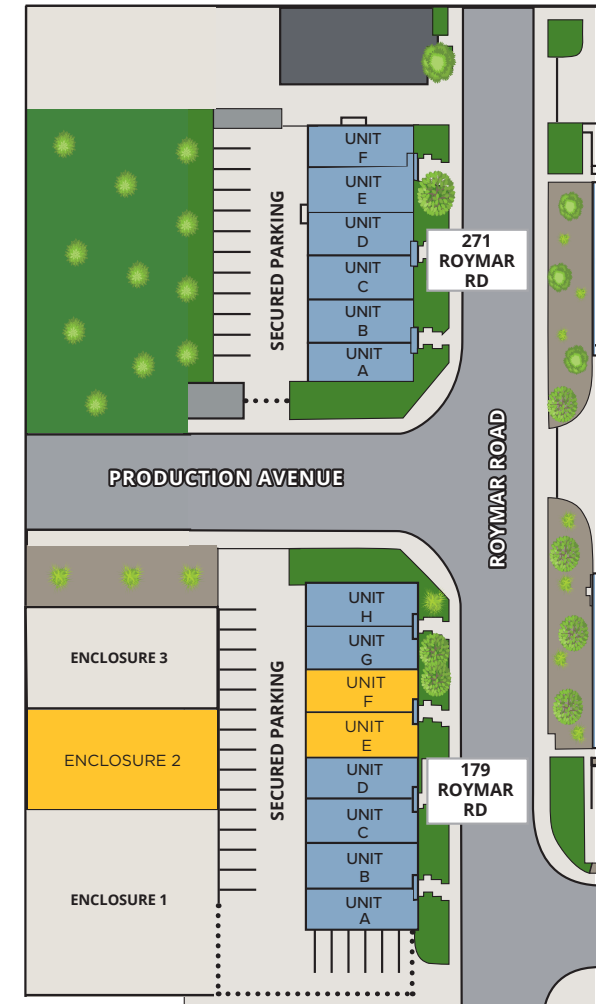 UNIT
F
UNIT
E
UNIT
D
UNIT
C
UNIT
B
UNIT
A
SECURED PARKING
271
ROYMAR
RD
PRODUCTION AVENUE
ROYMAR ROAD
UNIT
H
UNIT
G
UNIT
F
UNIT
E
UNIT
D
UNIT
C
UNIT
B
UNIT
A
ENCLOSURE 3
ENCLOSURE 2
ENCLOSURE 1
SECURED PARKING
179
ROYMAR
RD